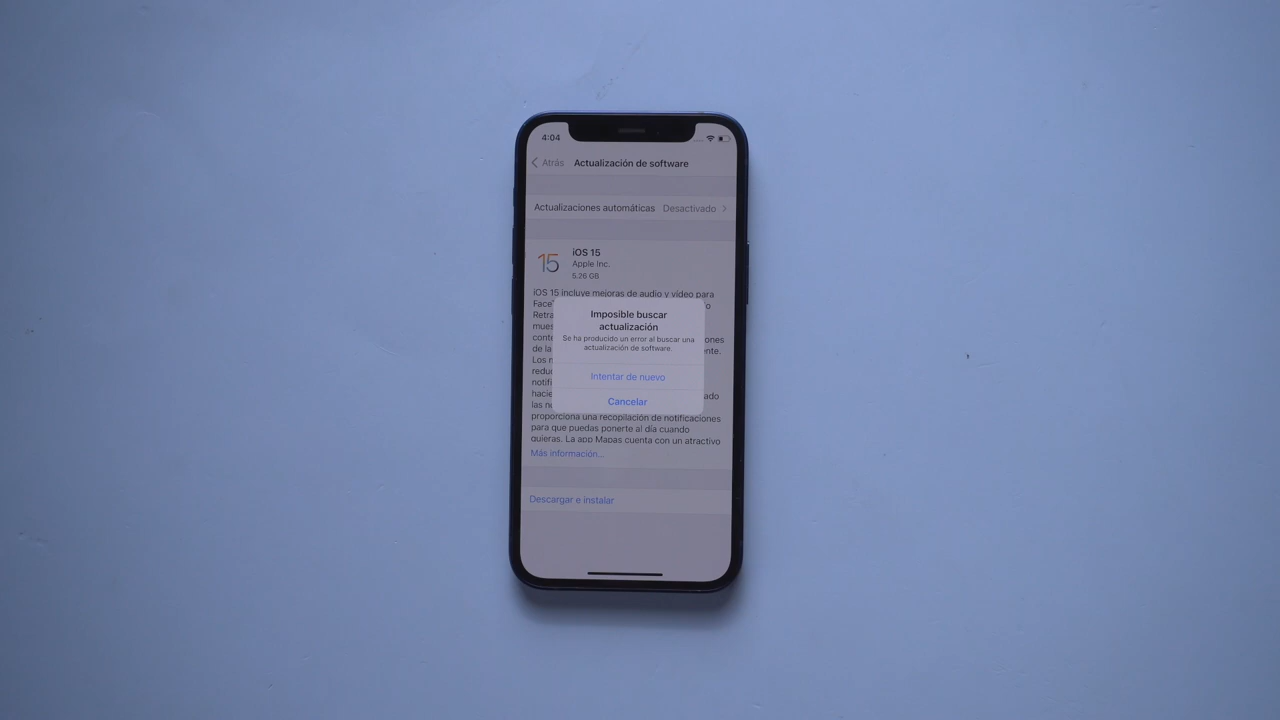 4:04
Atrás Actualización de software
Actualizaciones automáticas Desactivado
15
iOS 15
Apple Inc.
5.26 GB
iOS 15 incluye mejoras de audio y vídeo para
Imposible buscar
actualización
Se ha producido un error al buscar una
actualización de software.
Intentar de nuevo
Cancelar
proporciona una recopilación de notificaciones
para que puedas ponerte al día cuando
quieras. La app Mapas cuenta con un atractivo
Más información...
Descargar e instalar